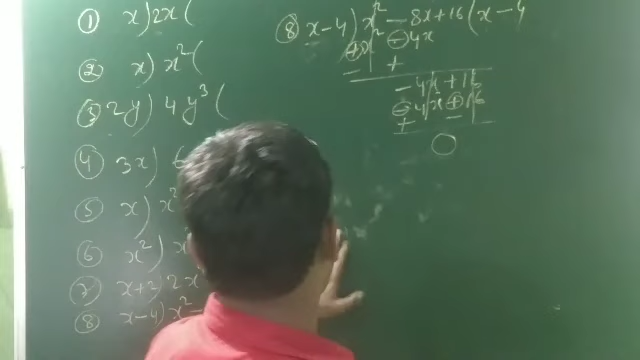 ① x)2x(
② x) x²(
③ 2y) 4y³(
④ 3x) 6
⑤ x) x²
⑥ x²) x
⑦ x+2) 2x
⑧ x-4) x²-
⑧ x-4) x²-8x+16 (x-4
⊕x² ⊖4x
- +
-4x+16
⊖4x⊕16
+ -
0